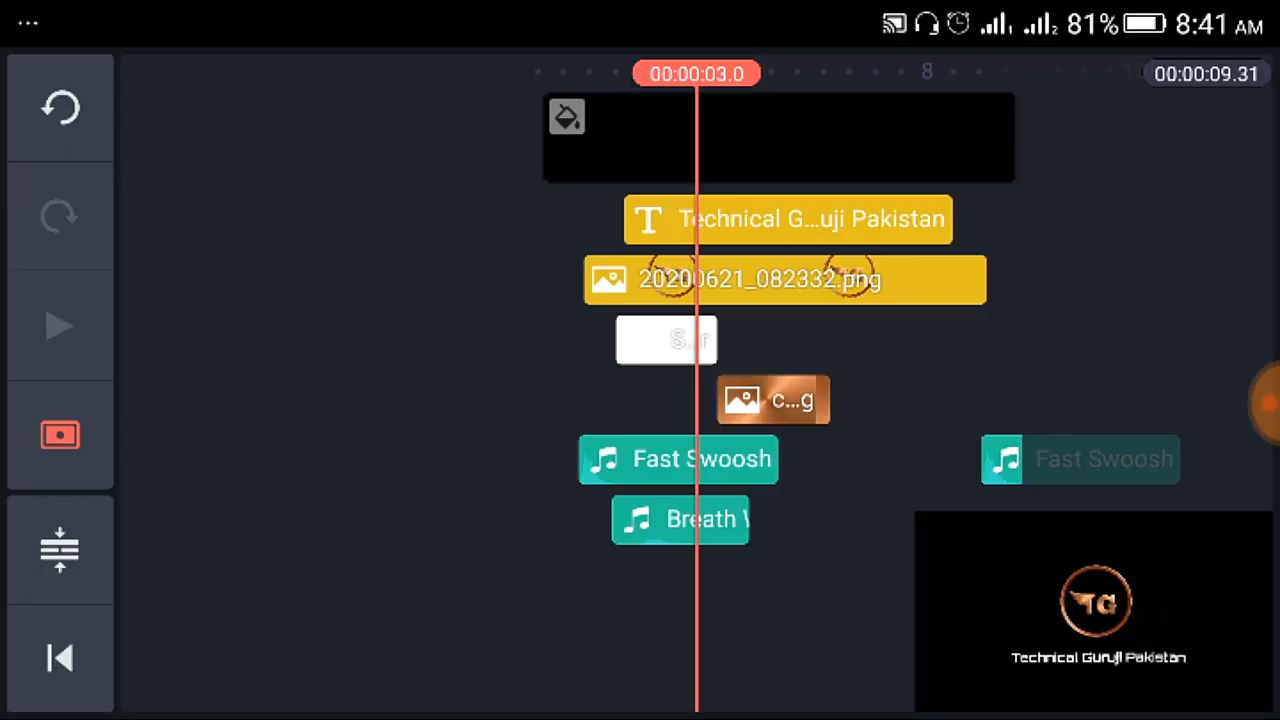 81% 8:41 AM
00:00:03.0 8 00:00:09.31
Technical G...uji Pakistan
20200621_082332.png
S...r
c...g
Fast Swoosh Fast Swoosh
Breath
TG
Technical Guruji Pakistan